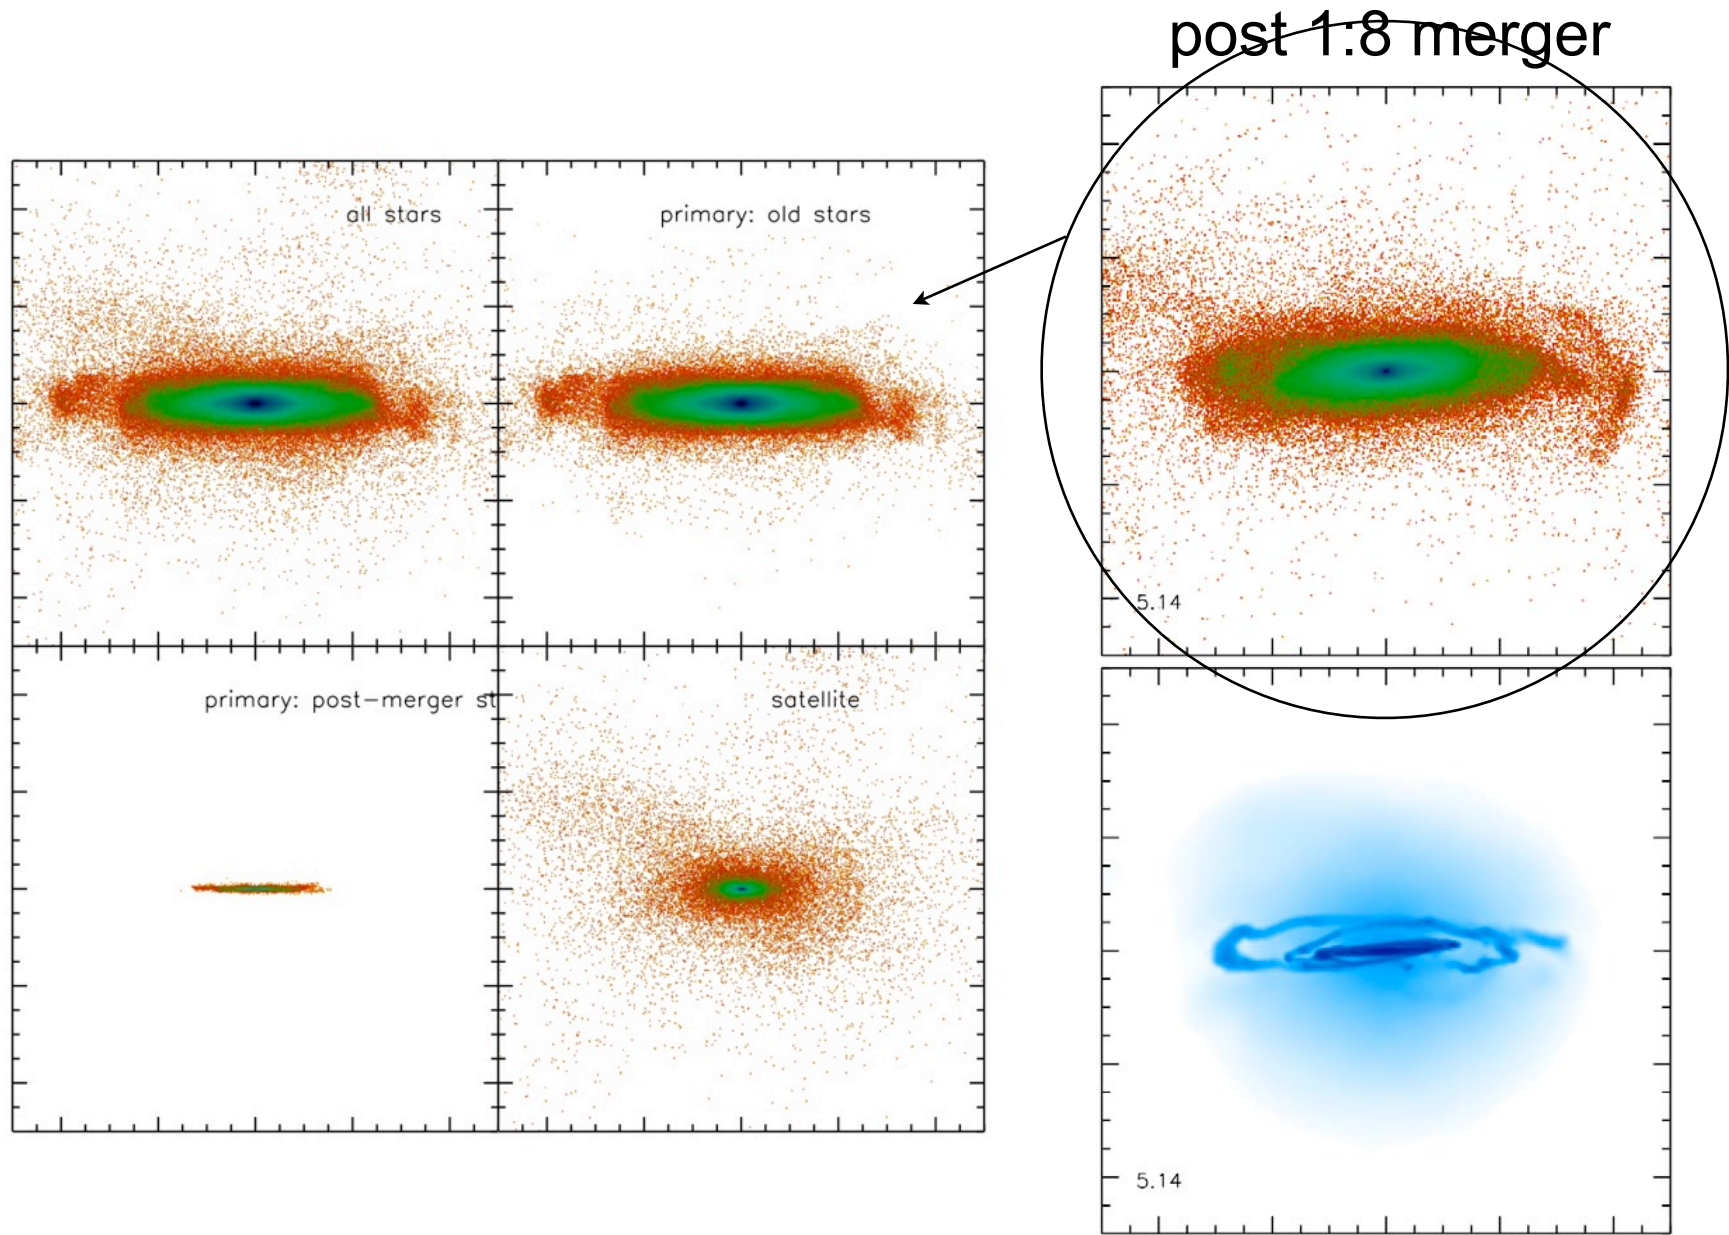 post 1:8 merger
all stars
primary: old stars
primary: post-merger st
satellite
5.14
5.14